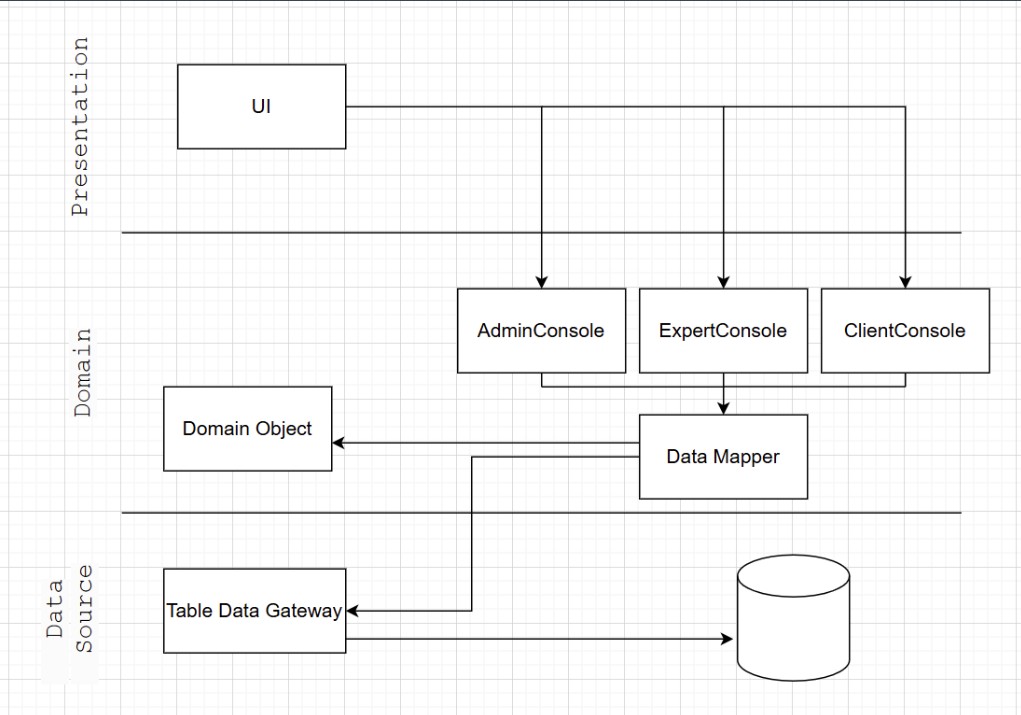 Presentation
UI
Domain
AdminConsole
ExpertConsole
ClientConsole
Domain Object
Data Mapper
Data
Source
Table Data Gateway